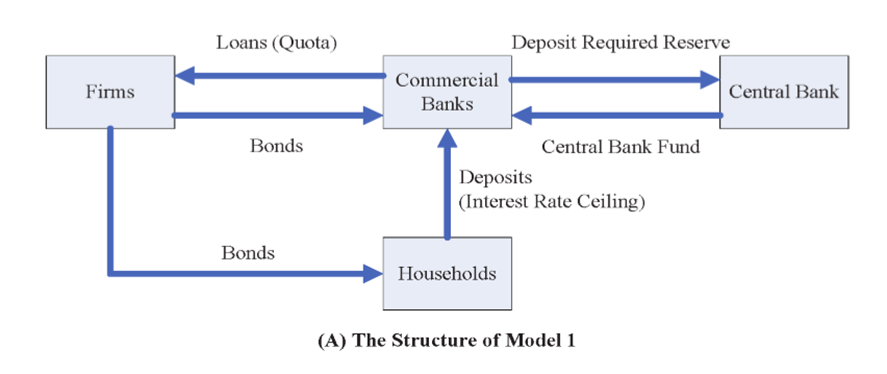 Loans (Quota)
Deposit Required Reserve
Firms
Commercial
Banks
Central Bank
Bonds
Central Bank Fund
Deposits
(Interest Rate Ceiling)
Bonds
Households
(A) The Structure of Model 1